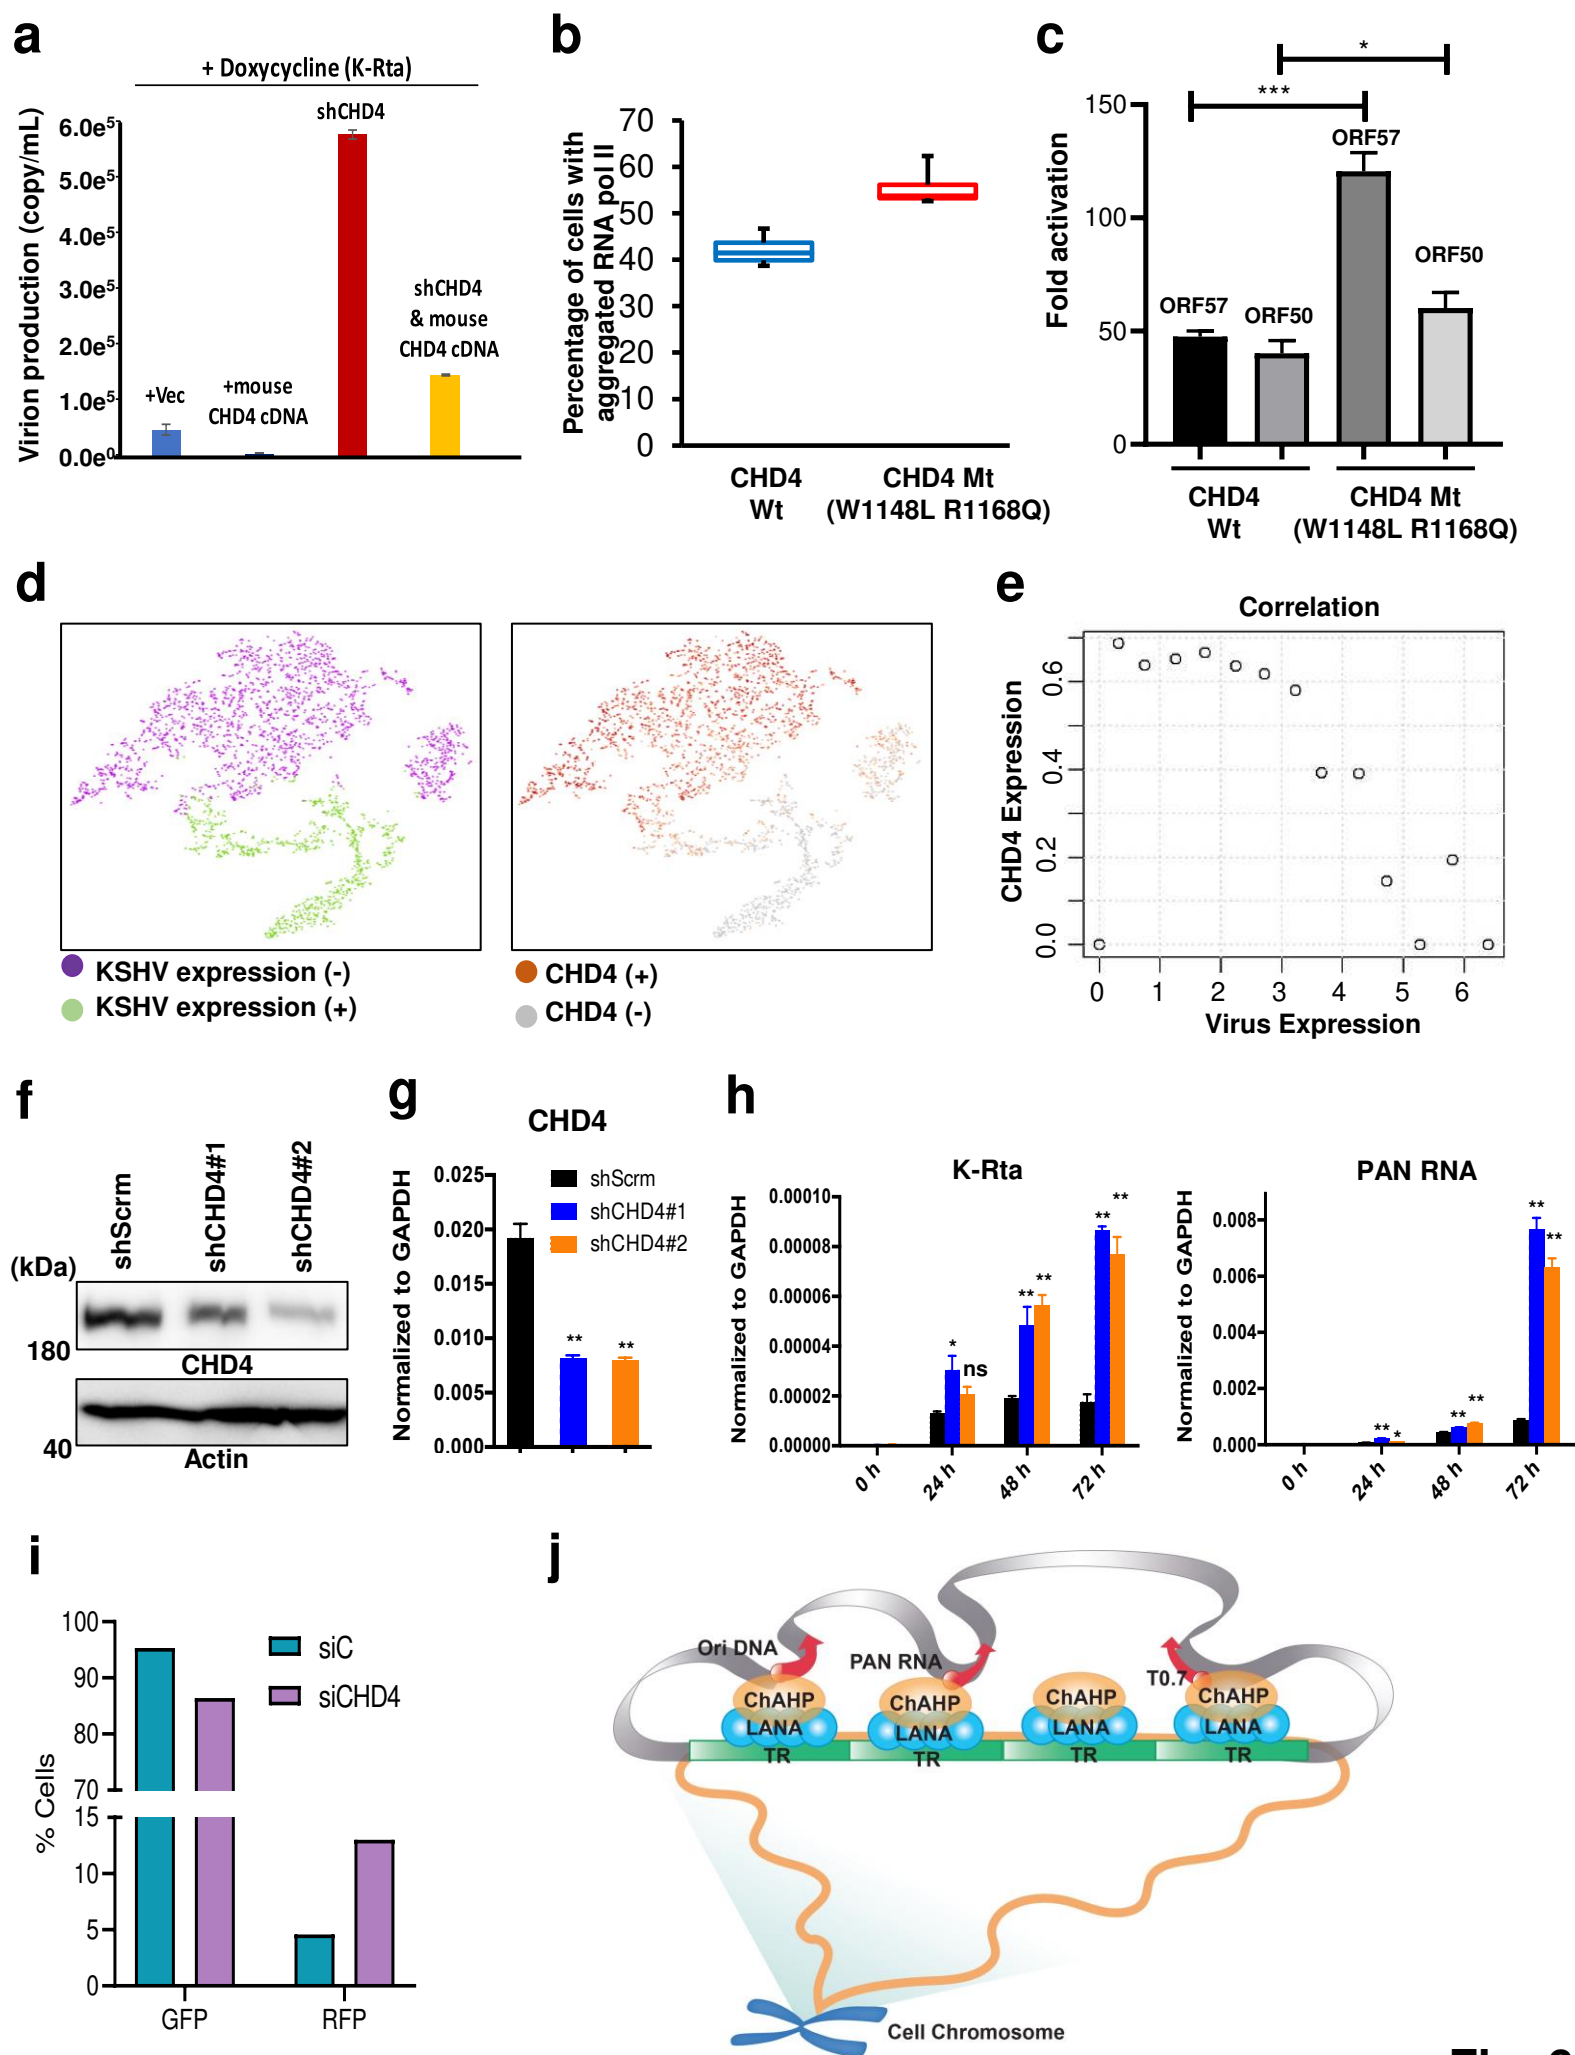 a
+ Doxycycline (K-Rta)
Virion production (copy/mL)
6.0e5
5.0e5
4.0e5
3.0e5
2.0e5
1.0e5
0.0e0
+Vec
+mouse
CHD4 cDNA
shCHD4
shCHD4
& mouse
CHD4 cDNA
b
Percentage of cells with
aggregated RNA pol II
70
60
50
40
30
20
10
0
CHD4
Wt
CHD4 Mt
(W1148L R1168Q)
c
*
***
Fold activation
150
100
50
0
ORF57
ORF50
ORF57
ORF50
CHD4
Wt
CHD4 Mt
(W1148L R1168Q)
d
KSHV expression (-)
KSHV expression (+)
CHD4 (+)
CHD4 (-)
e
Correlation
CHD4 Expression
0.6
0.4
0.2
0.0
0 1 2 3 4 5 6
Virus Expression
f
shScrm
shCHD4#1
shCHD4#2
(kDa)
180
CHD4
40
Actin
g
CHD4
Normalized to GAPDH
0.025
0.020
0.015
0.010
0.005
0.000
** **
shScrm
shCHD4#1
shCHD4#2
h
K-Rta
Normalized to GAPDH
0.00010
0.00008
0.00006
0.00004
0.00002
0.00000
* ns
** **
** **
0 h 24 h 48 h 72 h
PAN RNA
Normalized to GAPDH
0.008
0.006
0.004
0.002
0.000
** *
** **
** **
0 h 24 h 48 h 72 h
i
% Cells
100
90
80
70
15
10
5
0
siC
siCHD4
GFP RFP
j
Ori DNA
PAN RNA
T0.7
ChAHP ChAHP ChAHP ChAHP
LANA LANA LANA LANA
TR TR TR TR
Cell Chromosome